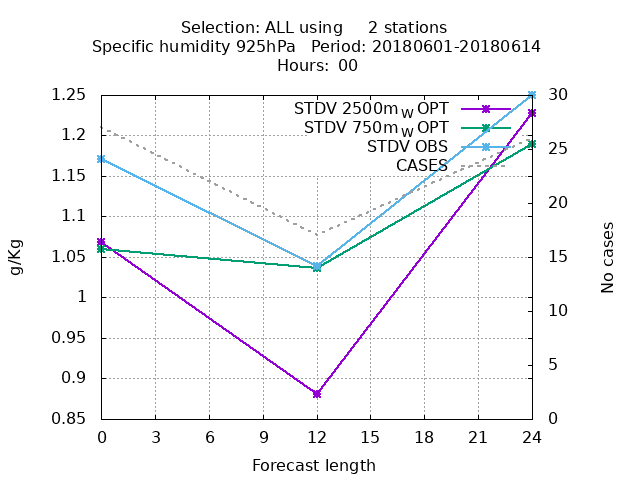 Selection: ALL using     2 stations
Specific humidity 925hPa   Period: 20180601-20180614
Hours:  00
1.25
1.2
1.15
1.1
1.05
1
0.95
0.9
0.85
g/Kg
STDV 2500m W OPT
STDV 750m W OPT
STDV OBS
CASES
30
25
20
15
10
5
0
No cases
0 3 6 9 12 15 18 21 24
Forecast length